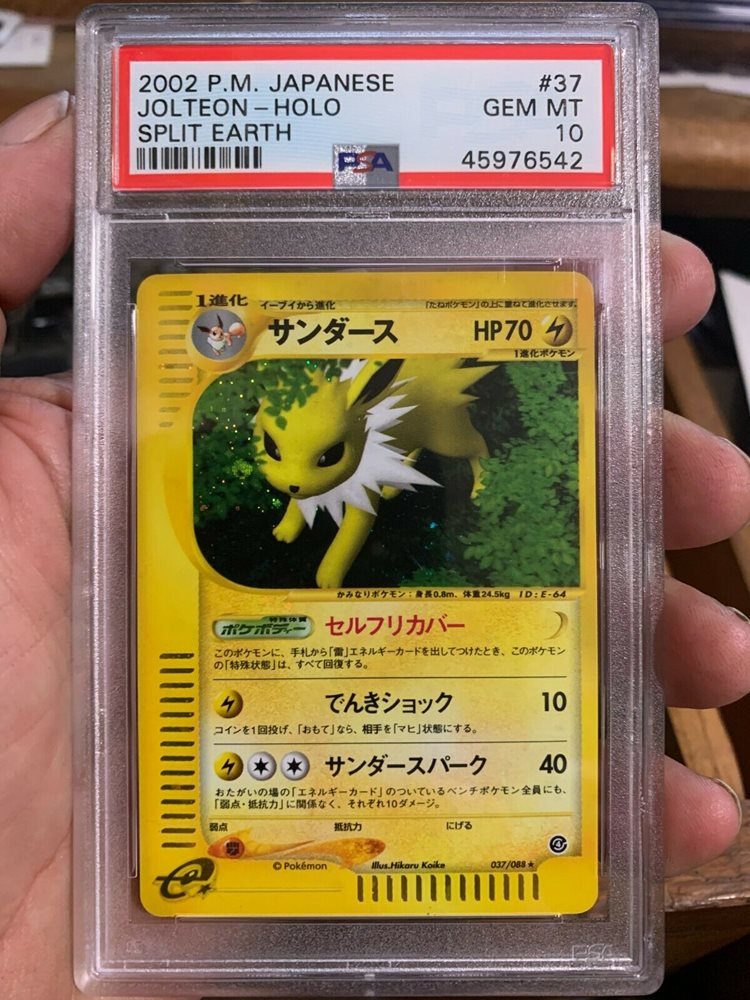 2002 P.M. JAPANESE #37
JOLTEON-HOLO GEM MT
SPLIT EARTH 10
PSA 45976542
1進化 イーブイから進化 「たねポケモン」の上に重ねて進化させます。
サンダース HP70
1進化ポケモン
かみなりポケモン：身長0.8m、体重24.5kg ID:E-64
特殊体質
ポケボディー セルフリカバー
このポケモンに、手札から「雷」エネルギーカードを出してつけたとき、このポケモン
の「特殊状態」は、すべて回復する。
でんきショック 10
コインを1回投げ、「おもて」なら、相手を「マヒ」状態にする。
サンダースパーク 40
おたがいの場の「エネルギーカード」のついているベンチポケモン全員にも、
「弱点・抵抗力」に関係なく、それぞれ10ダメージ。
弱点 抵抗力 にげる
© Pokémon Illus.Hikaru Koike 037/088★
e
PSA